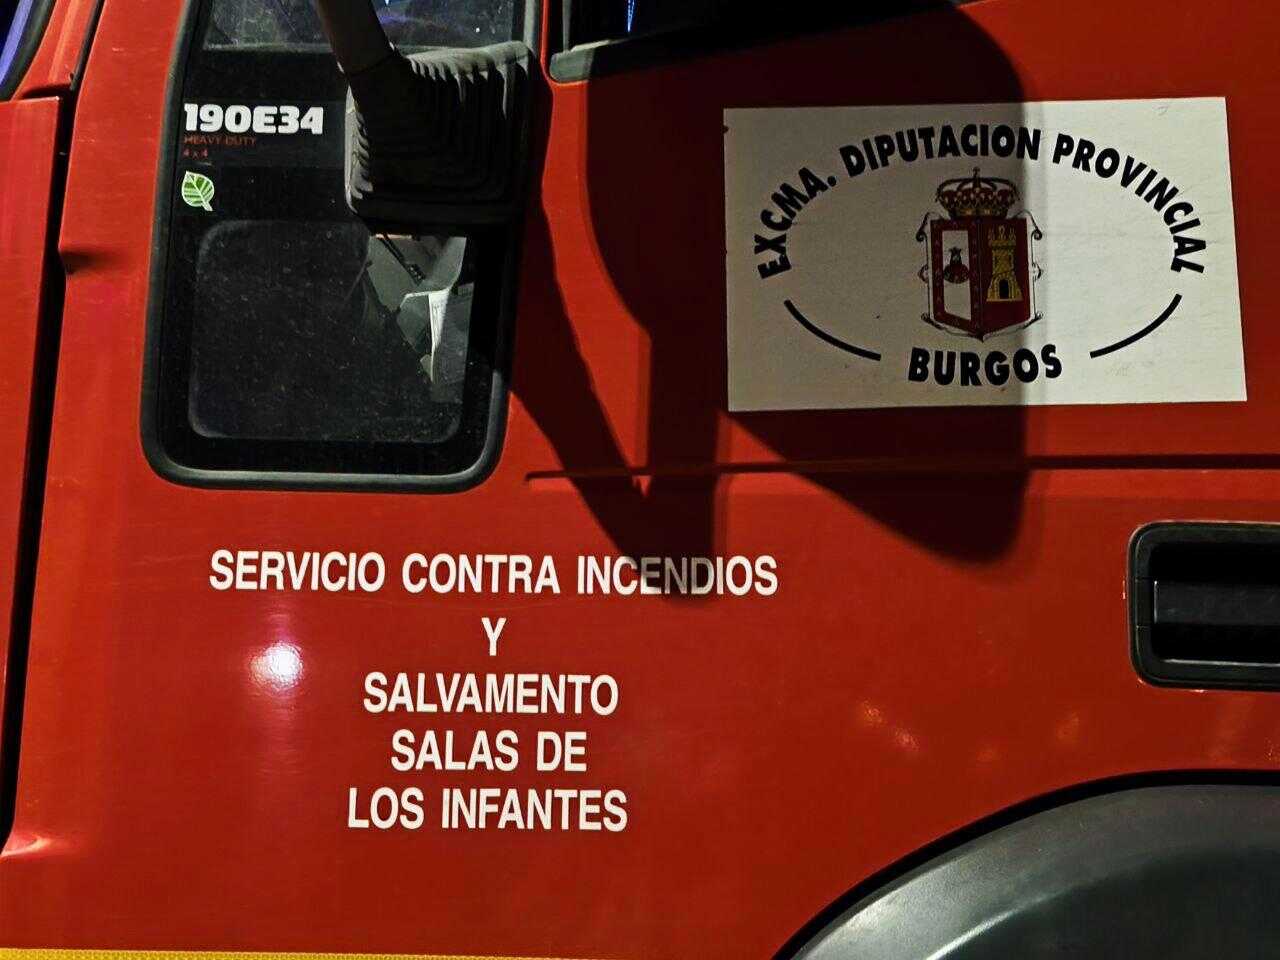 190E34
HEAVY DUTY
4x4
EXCMA. DIPUTACION PROVINCIAL
BURGOS
SERVICIO CONTRA INCENDIOS
Y
SALVAMENTO
SALAS DE
LOS INFANTES